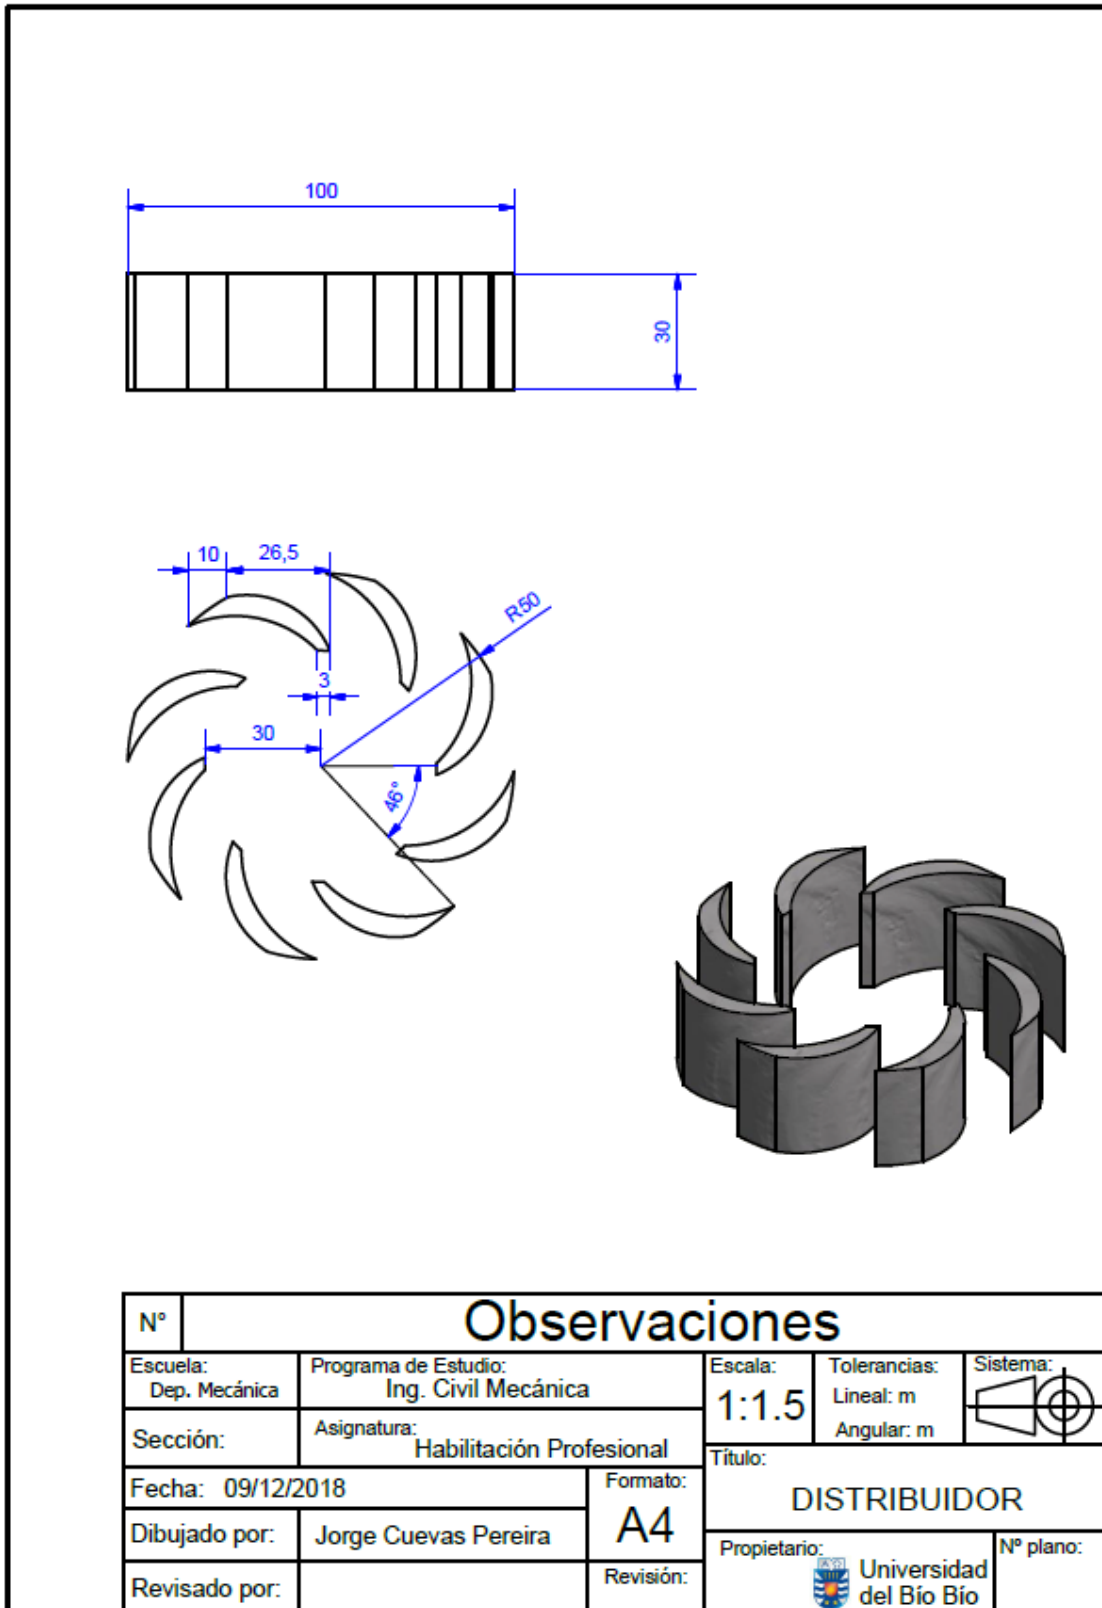 100
30
10
26,5
R50
3
30
46°
N°
Observaciones
Escuela:
Dep. Mecánica
Programa de Estudio:
Ing. Civil Mecánica
Escala:
1:1.5
Tolerancias:
Lineal: m
Angular: m
Sistema:
Sección:
Asignatura:
Habilitación Profesional
Título:
DISTRIBUIDOR
Fecha: 09/12/2018
Formato:
A4
Dibujado por:
Jorge Cuevas Pereira
Propietario:
Universidad
del Bío Bío
Nº plano:
Revisado por:
Revisión: